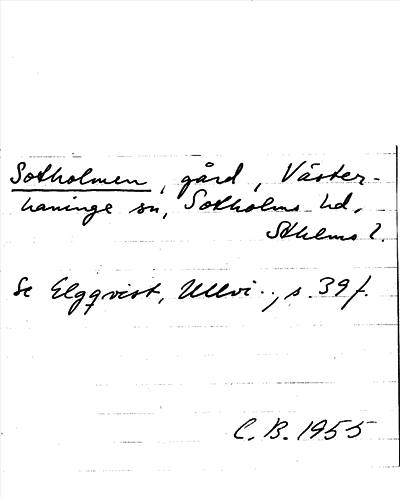 Sotholmen, gård, Väster-
haninge sn, Sotholms hd,
Sthlms l.
Se Elgqvist, Ullvi.., s. 39 f.
C. B. 1955